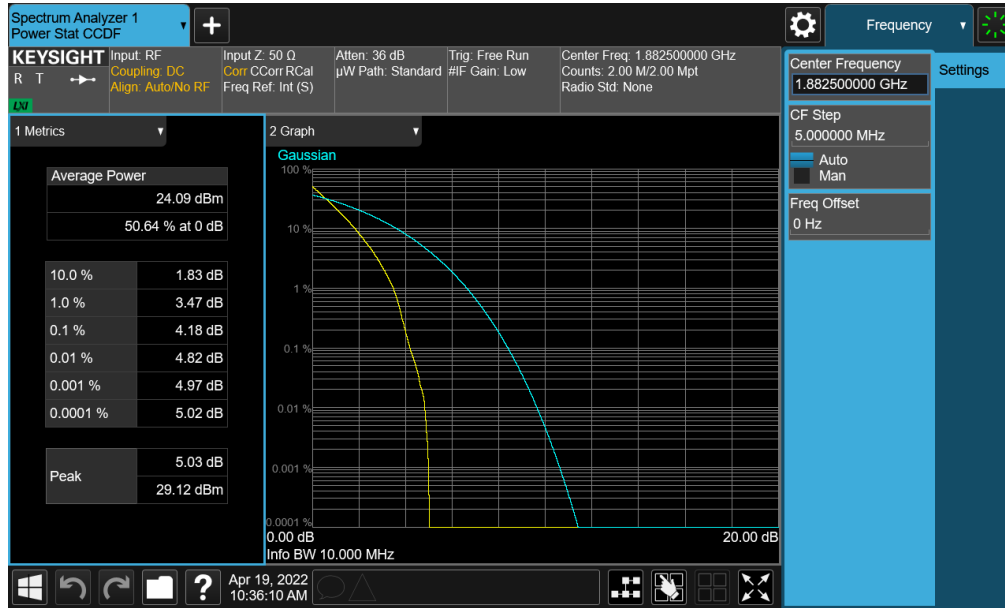 Spectrum Analyzer 1
Power Stat CCDF
+
Frequency
KEYSIGHT
R T
LXI
Input: RF
Coupling: DC
Align: Auto/No RF
Input Z: 50 Ω
Corr CCorr RCal
Freq Ref: Int (S)
Atten: 36 dB
µW Path: Standard
Trig: Free Run
#IF Gain: Low
Center Freq: 1.882500000 GHz
Counts: 2.00 M/2.00 Mpt
Radio Std: None
Center Frequency
1.882500000 GHz
Settings
CF Step
5.000000 MHz
Auto
Man
Freq Offset
0 Hz
1 Metrics
Average Power
24.09 dBm
50.64 % at 0 dB
10.0 % 1.83 dB
1.0 % 3.47 dB
0.1 % 4.18 dB
0.01 % 4.82 dB
0.001 % 4.97 dB
0.0001 % 5.02 dB
Peak
5.03 dB
29.12 dBm
2 Graph
Gaussian
100 %
10 %
1 %
0.1 %
0.01 %
0.001 %
0.0001 %
0.00 dB 20.00 dB
Info BW 10.000 MHz
?
Apr 19, 2022
10:36:10 AM